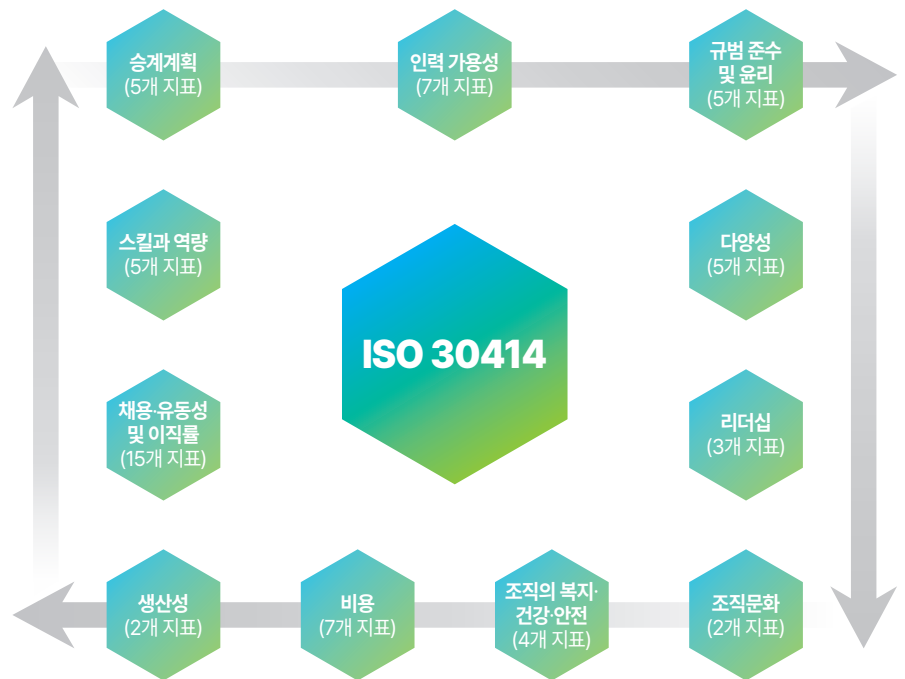 승계계획
(5개 지표)
인력 가용성
(7개 지표)
규범 준수
및 윤리
(5개 지표)
스킬과 역량
(5개 지표)
다양성
(5개 지표)
ISO 30414
채용·유동성
및 이직률
(15개 지표)
리더십
(3개 지표)
생산성
(2개 지표)
비용
(7개 지표)
조직의 복지·
건강·안전
(4개 지표)
조직문화
(2개 지표)